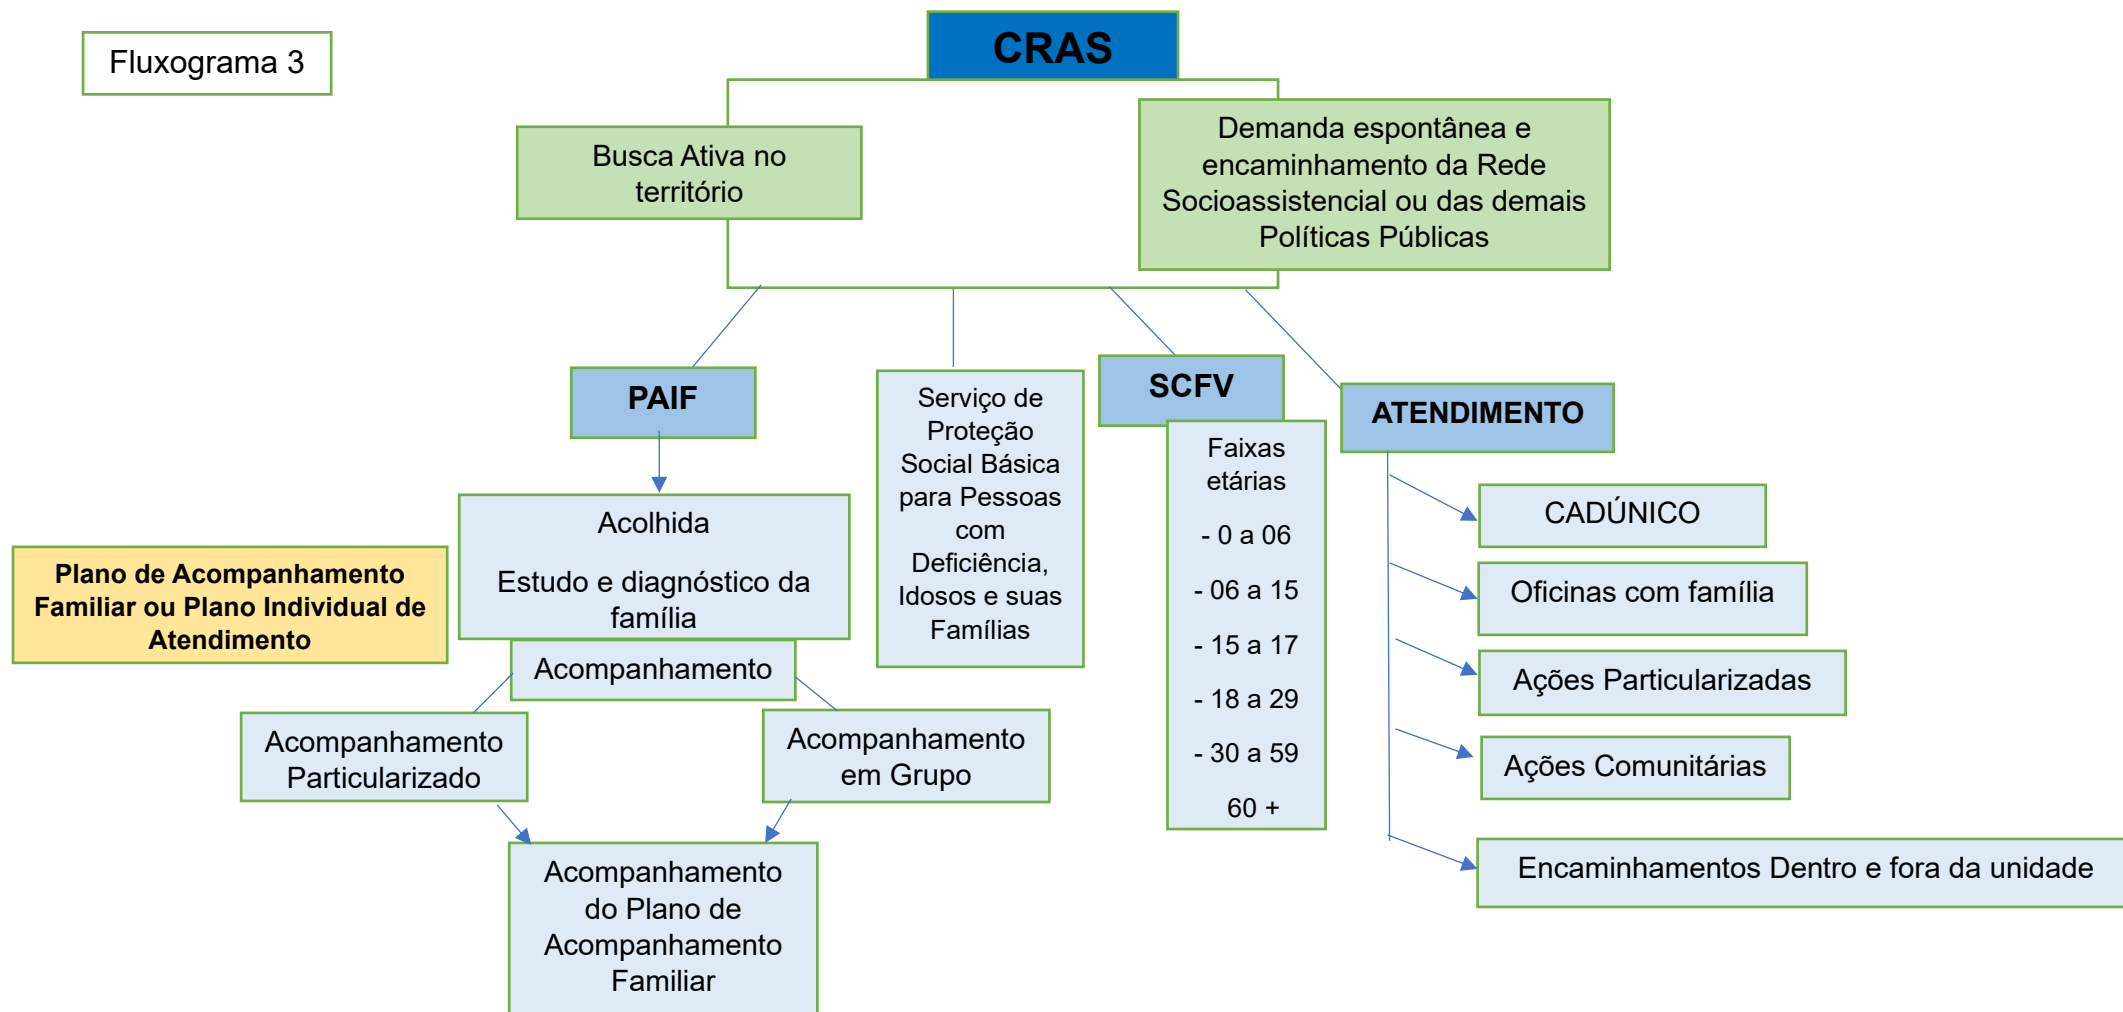 Fluxograma 3
CRAS
Busca Ativa no
território
Demanda espontânea e
encaminhamento da Rede
Socioassistencial ou das demais
Políticas Públicas
PAIF
Acolhida
Estudo e diagnóstico da
família
Plano de Acompanhamento
Familiar ou Plano Individual de
Atendimento
Acompanhamento
Acompanhamento
Particularizado
Acompanhamento
em Grupo
Acompanhamento
do Plano de
Acompanhamento
Familiar
Serviço de
Proteção
Social Básica
para Pessoas
com
Deficiência,
Idosos e suas
Famílias
SCFV
Faixas
etárias
- 0 a 06
- 06 a 15
- 15 a 17
- 18 a 29
- 30 a 59
60 +
ATENDIMENTO
CADÚNICO
Oficinas com família
Ações Particularizadas
Ações Comunitárias
Encaminhamentos Dentro e fora da unidade